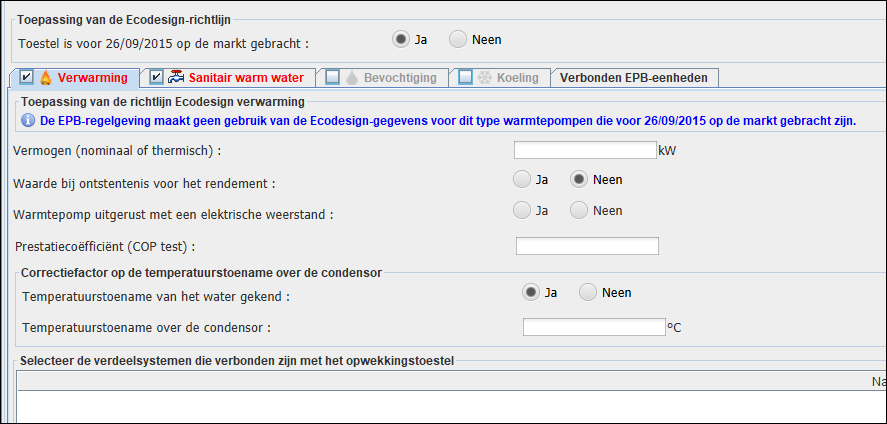 Toepassing van de Ecodesign-richtlijn
Toestel is voor 26/09/2015 op de markt gebracht : Ja Neen
Verwarming Sanitair warm water Bevochtiging Koeling Verbonden EPB-eenheden
Toepassing van de richtlijn Ecodesign verwarming
De EPB-regelgeving maakt geen gebruik van de Ecodesign-gegevens voor dit type warmtepompen die voor 26/09/2015 op de markt gebracht zijn.
Vermogen (nominaal of thermisch) : kW
Waarde bij ontstentenis voor het rendement : Ja Neen
Warmtepomp uitgerust met een elektrische weerstand : Ja Neen
Prestatiecoëfficiënt (COP test) :
Correctiefactor op de temperatuurstoename over de condensor
Temperatuurstoename van het water gekend : Ja Neen
Temperatuurstoename over de condensor : °C
Selecteer de verdeelsystemen die verbonden zijn met het opwekkingstoestel
Na